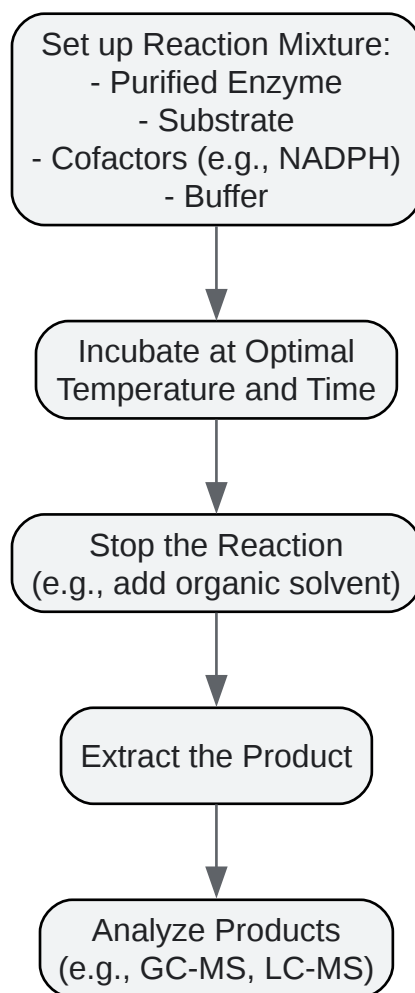 Set up Reaction Mixture:
- Purified Enzyme
- Substrate
- Cofactors (e.g., NADPH)
- Buffer
Incubate at Optimal
Temperature and Time
Stop the Reaction
(e.g., add organic solvent)
Extract the Product
Analyze Products
(e.g., GC-MS, LC-MS)